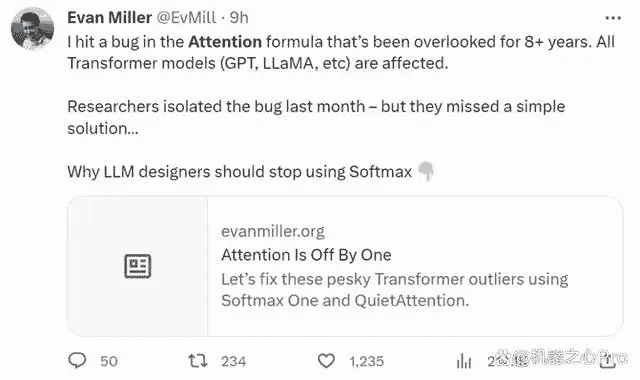 Evan Miller @EvMill · 9h
I hit a bug in the Attention formula that's been overlooked for 8+ years. All
Transformer models (GPT, LLaMA, etc) are affected.
Researchers isolated the bug last month – but they missed a simple
solution...
Why LLM designers should stop using Softmax 👇
evanmiller.org
Attention Is Off By One
Let's fix these pesky Transformer outliers using
Softmax One and QuietAttention.
50 234 1,235
@机器之心Pro